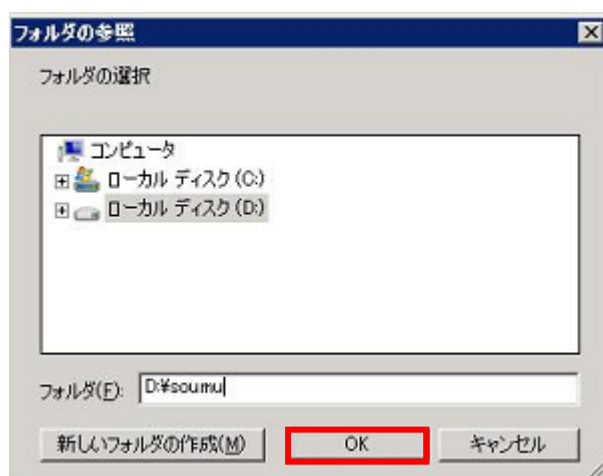 フォルダの参照
フォルダの選択
コンピュータ
ローカル ディスク (C:)
ローカル ディスク (D:)
フォルダ(F): D:¥soumu
新しいフォルダの作成(M) OK キャンセル